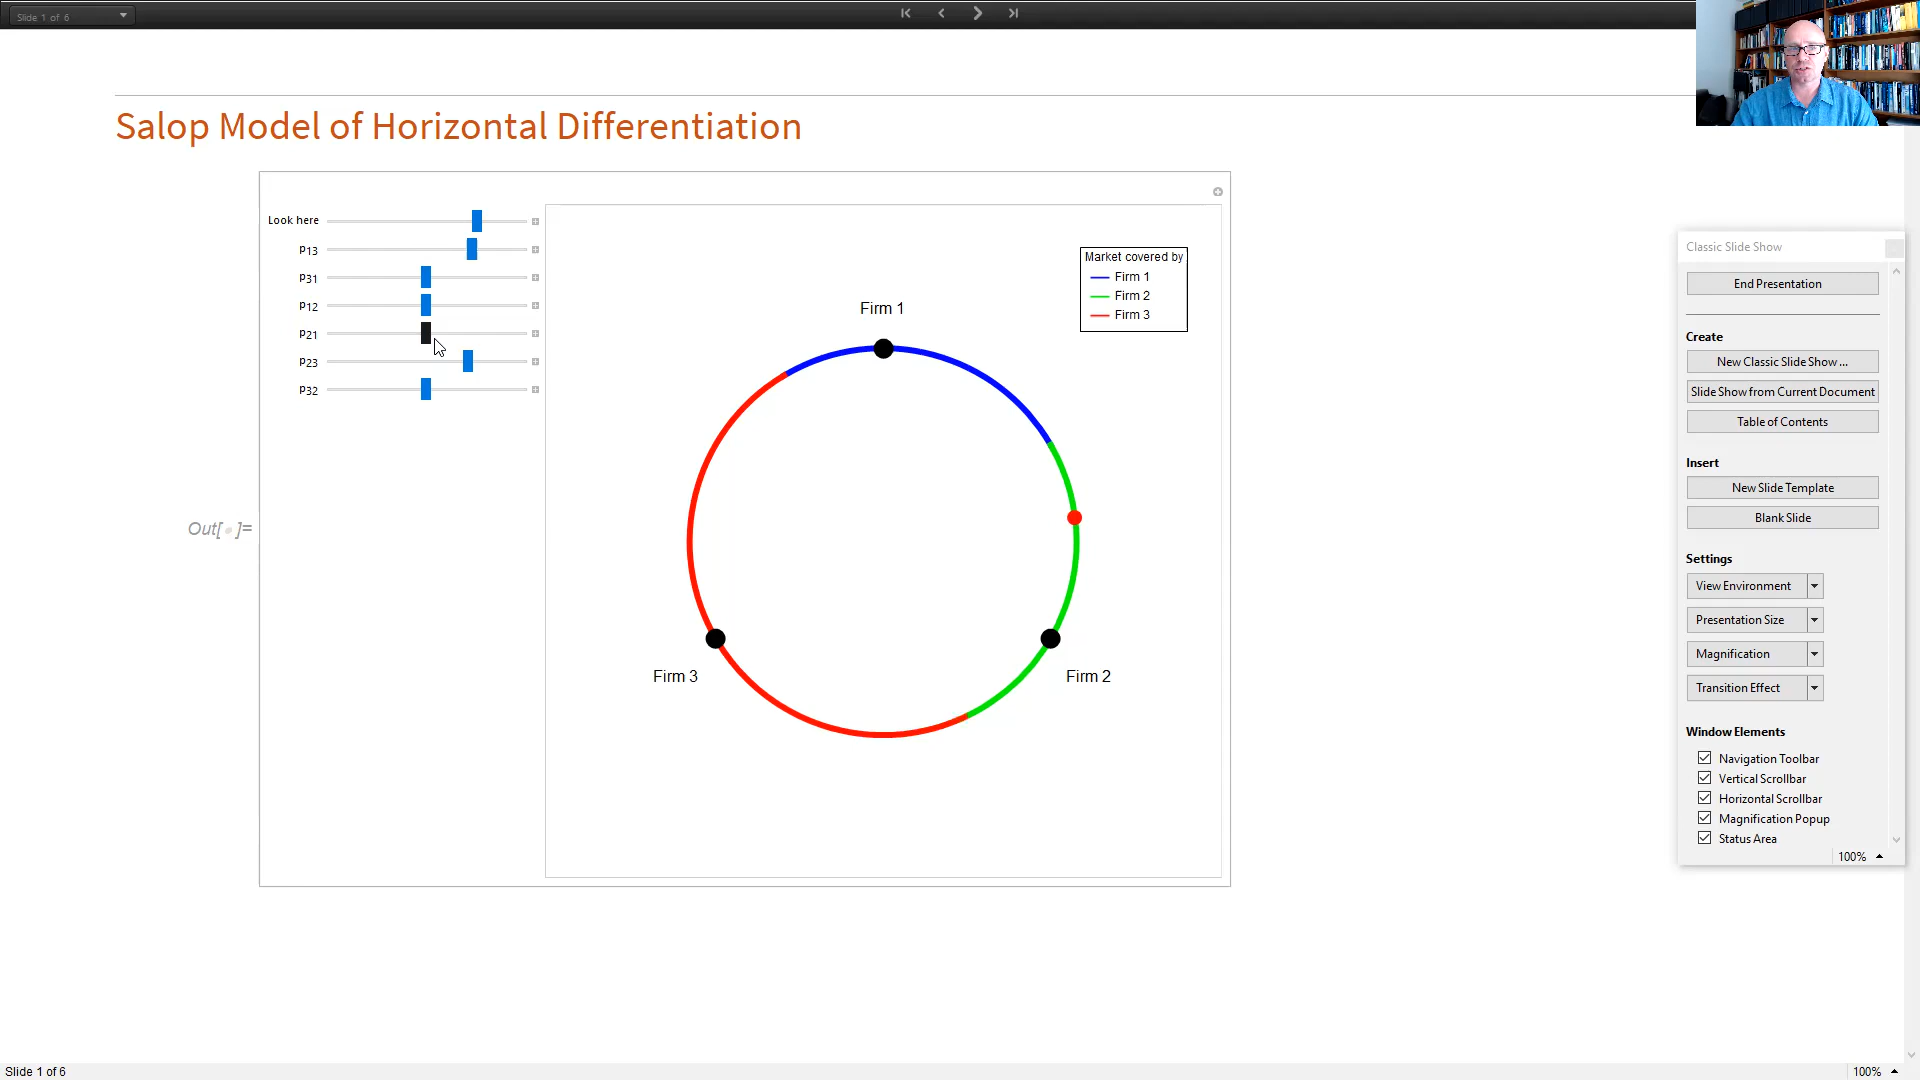 Slide 1 of 6
Salop Model of Horizontal Differentiation
Look here
p13
p31
p12
p21
p23
p32
Out[ ]=
Market covered by
Firm 1
Firm 2
Firm 3
Firm 1
Firm 3
Firm 2
Classic Slide Show
End Presentation
Create
New Classic Slide Show ...
Slide Show from Current Document
Table of Contents
Insert
New Slide Template
Blank Slide
Settings
View Environment
Presentation Size
Magnification
Transition Effect
Window Elements
Navigation Toolbar
Vertical Scrollbar
Horizontal Scrollbar
Magnification Popup
Status Area
100%
Slide 1 of 6
100%